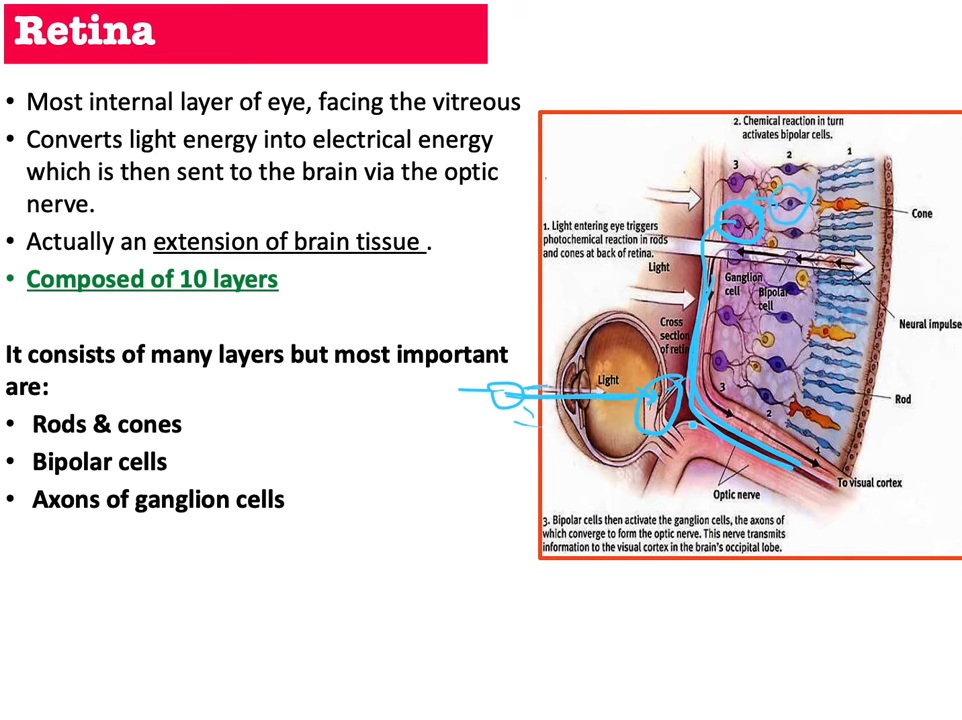 Retina
• Most internal layer of eye, facing the vitreous
• Converts light energy into electrical energy
which is then sent to the brain via the optic
nerve.
• Actually an extension of brain tissue .
• Composed of 10 layers
It consists of many layers but most important
are:
• Rods & cones
• Bipolar cells
• Axons of ganglion cells
2. Chemical reaction in turn
activates bipolar cells.
3
2
1
Cone
1. Light entering eye triggers
photochemical reaction in rods
and cones at back of retina.
Light
Ganglion
cell
Bipolar
cell
Neural impulse
Cross
section
of retina
Light
3
2
1
Rod
To visual cortex
Optic nerve
3. Bipolar cells then activate the ganglion cells, the axons of
which converge to form the optic nerve. This nerve transmits
information to the visual cortex in the brain's occipital lobe.